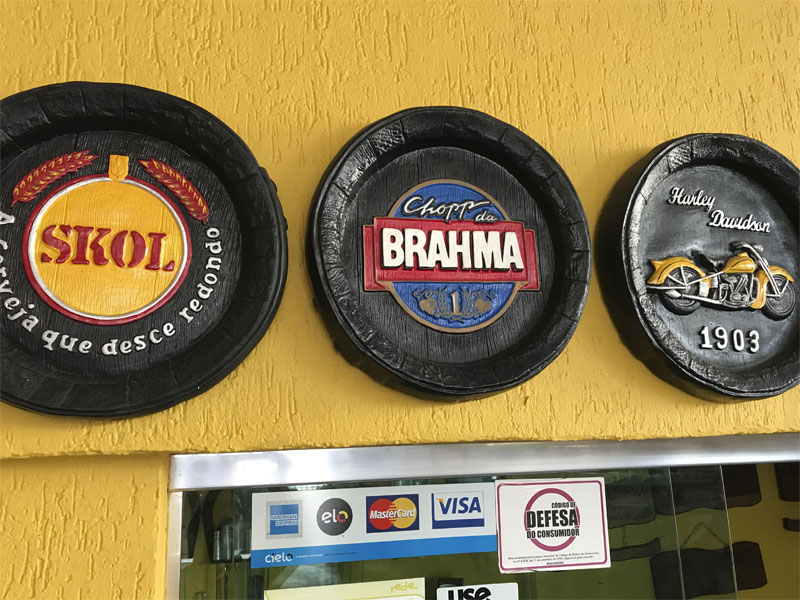 SKOL
A cerveja que desce redondo
Chopp da
BRAHMA
1
Harley
Davidson
1903
AMERICAN
EXPRESS
elo
MasterCard
VISA
cielo
CÓDIGO DE
DEFESA
DO CONSUMIDOR
rede
use